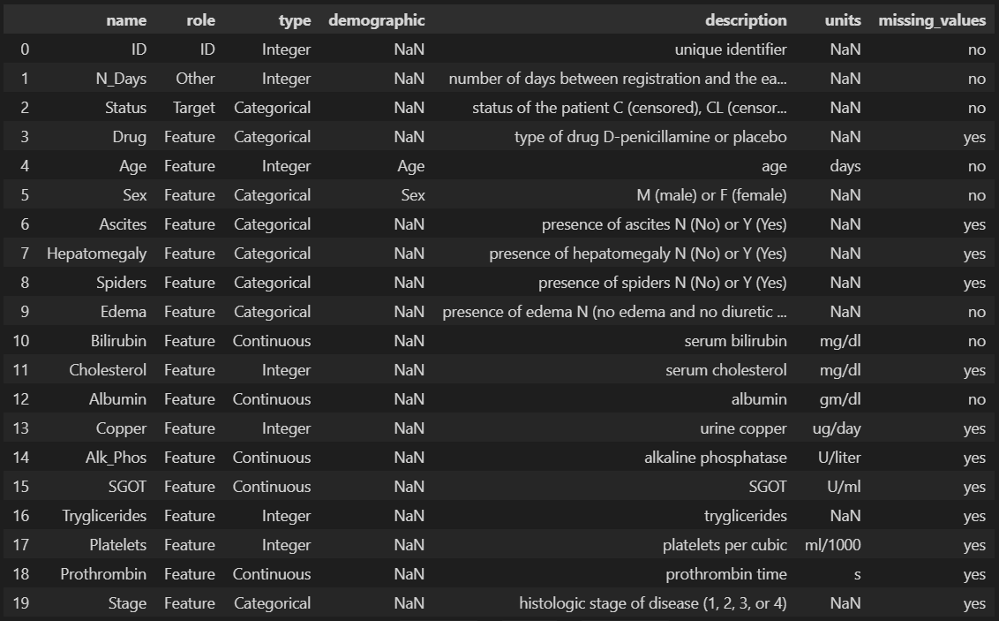 name role type demographic description units missing_values
0 ID ID Integer NaN unique identifier NaN no
1 N_Days Other Integer NaN number of days between registration and the ea... NaN no
2 Status Target Categorical NaN status of the patient C (censored), CL (censor... NaN no
3 Drug Feature Categorical NaN type of drug D-penicillamine or placebo NaN yes
4 Age Feature Integer Age age days no
5 Sex Feature Categorical Sex M (male) or F (female) NaN no
6 Ascites Feature Categorical NaN presence of ascites N (No) or Y (Yes) NaN yes
7 Hepatomegaly Feature Categorical NaN presence of hepatomegaly N (No) or Y (Yes) NaN yes
8 Spiders Feature Categorical NaN presence of spiders N (No) or Y (Yes) NaN yes
9 Edema Feature Categorical NaN presence of edema N (no edema and no diuretic ... NaN no
10 Bilirubin Feature Continuous NaN serum bilirubin mg/dl no
11 Cholesterol Feature Integer NaN serum cholesterol mg/dl yes
12 Albumin Feature Continuous NaN albumin gm/dl no
13 Copper Feature Integer NaN urine copper ug/day yes
14 Alk_Phos Feature Continuous NaN alkaline phosphatase U/liter yes
15 SGOT Feature Continuous NaN SGOT U/ml yes
16 Tryglicerides Feature Integer NaN tryglicerides NaN yes
17 Platelets Feature Integer NaN platelets per cubic ml/1000 yes
18 Prothrombin Feature Continuous NaN prothrombin time s yes
19 Stage Feature Categorical NaN histologic stage of disease (1, 2, 3, or 4) NaN yes